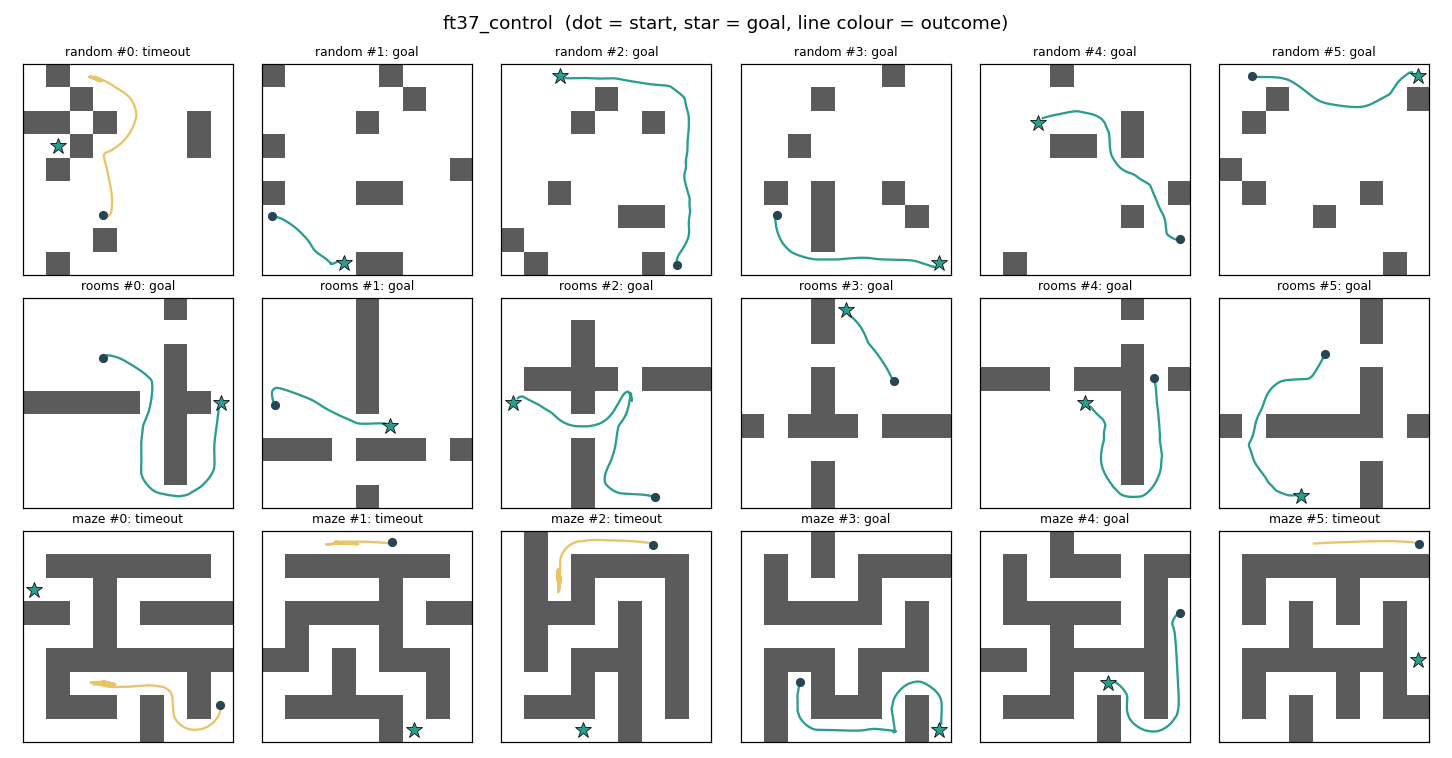 ft37_control  (dot = start, star = goal, line colour = outcome)
random #0: timeout
random #1: goal
random #2: goal
random #3: goal
random #4: goal
random #5: goal
rooms #0: goal
rooms #1: goal
rooms #2: goal
rooms #3: goal
rooms #4: goal
rooms #5: goal
maze #0: timeout
maze #1: timeout
maze #2: timeout
maze #3: goal
maze #4: goal
maze #5: timeout